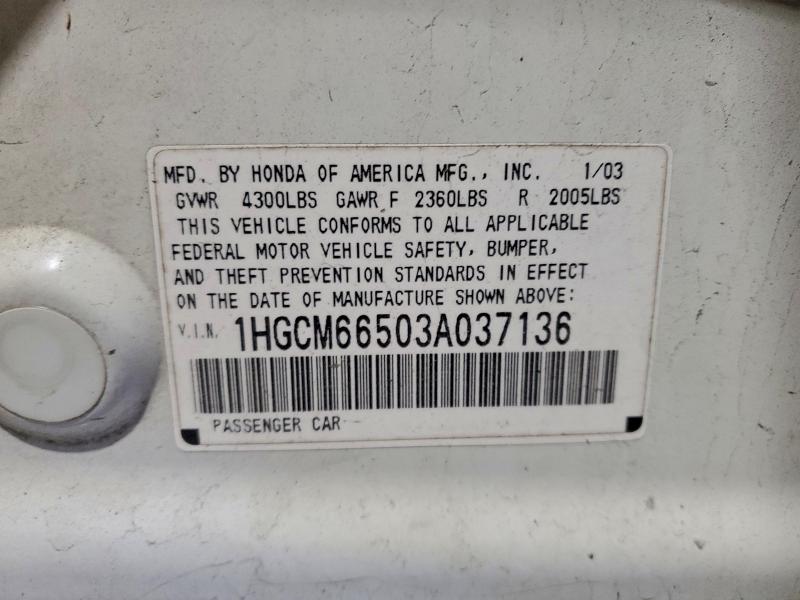 MFD. BY HONDA OF AMERICA MFG., INC. 1/03
GVWR 4300LBS GAWR F 2360LBS R 2005LBS
THIS VEHICLE CONFORMS TO ALL APPLICABLE
FEDERAL MOTOR VEHICLE SAFETY, BUMPER,
AND THEFT PREVENTION STANDARDS IN EFFECT
ON THE DATE OF MANUFACTURE SHOWN ABOVE:
V.I.N. 1HGCM66503A037136
PASSENGER CAR